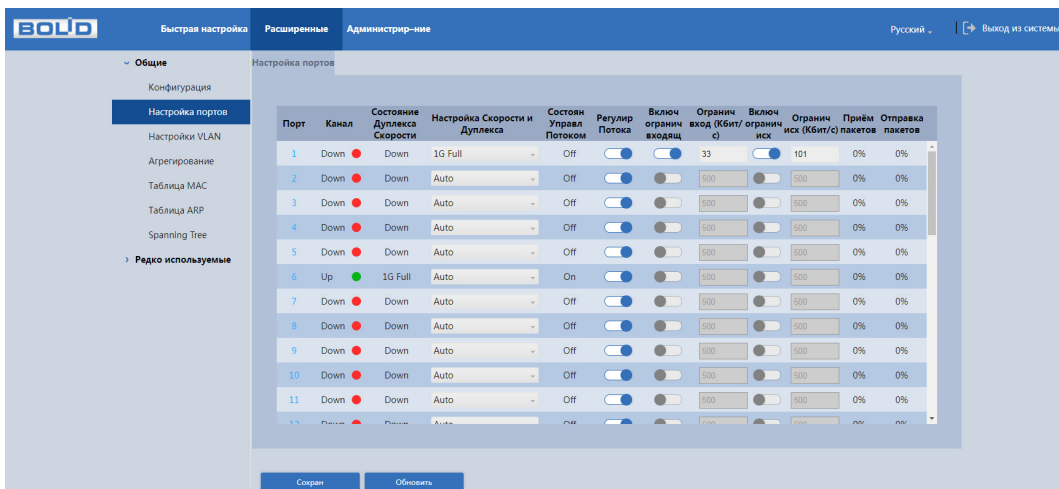 BOLID Быстрая настройка Расширенные Администрир-ние Русский Выход из системы
Общие
Настройка портов
Конфигурация
Настройка портов
Настройки VLAN
Агрегирование
Таблица MAC
Таблица ARP
Spanning Tree
Редко используемые
Порт Канал Состояние Дуплекса Скорости Настройка Скорости и Дуплекса Состоян Управл Потоком Регулир Потока Включ огранич входящ Огранич вход (Кбит/с) Включ огранич исх Огранич исх (Кбит/с) Приём пакетов Отправка пакетов
1 Down Down 1G Full Off 33 101 0% 0%
2 Down Down Auto Off 500 500 0% 0%
3 Down Down Auto Off 500 500 0% 0%
4 Down Down Auto Off 500 500 0% 0%
5 Down Down Auto Off 500 500 0% 0%
6 Up 1G Full Auto On 500 500 0% 0%
7 Down Down Auto Off 500 500 0% 0%
8 Down Down Auto Off 500 500 0% 0%
9 Down Down Auto Off 500 500 0% 0%
10 Down Down Auto Off 500 500 0% 0%
11 Down Down Auto Off 500 500 0% 0%
Сохран Обновить